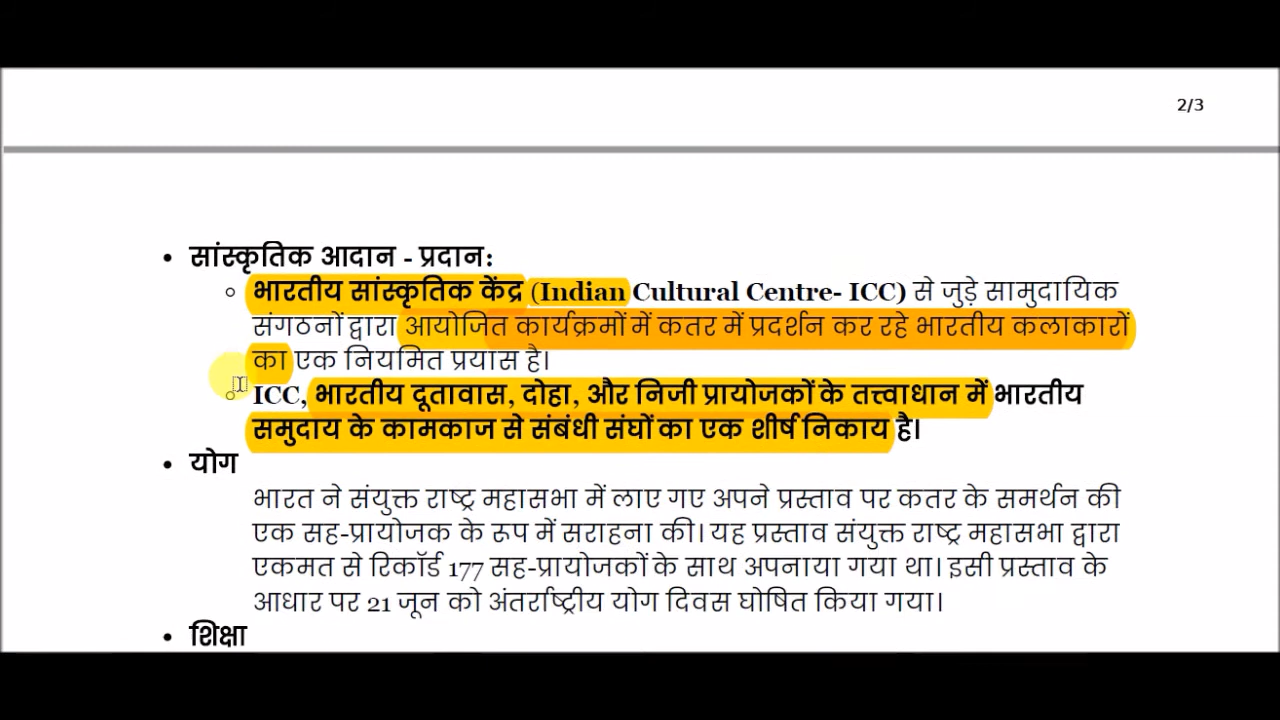 2/3
• सांस्कृतिक आदान - प्रदान:
○ भारतीय सांस्कृतिक केंद्र (Indian Cultural Centre- ICC) से जुड़े सामुदायिक
संगठनों द्वारा आयोजित कार्यक्रमों में कतर में प्रदर्शन कर रहे भारतीय कलाकारों
का एक नियमित प्रयास है।
○ ICC, भारतीय दूतावास, दोहा, और निजी प्रायोजकों के तत्त्वाधान में भारतीय
समुदाय के कामकाज से संबंधी संघों का एक शीर्ष निकाय है।
• योग
भारत ने संयुक्त राष्ट्र महासभा में लाए गए अपने प्रस्ताव पर कतर के समर्थन की
एक सह-प्रायोजक के रूप में सराहना की। यह प्रस्ताव संयुक्त राष्ट्र महासभा द्वारा
एकमत से रिकॉर्ड 177 सह-प्रायोजकों के साथ अपनाया गया था। इसी प्रस्ताव के
आधार पर 21 जून को अंतर्राष्ट्रीय योग दिवस घोषित किया गया।
• शिक्षा